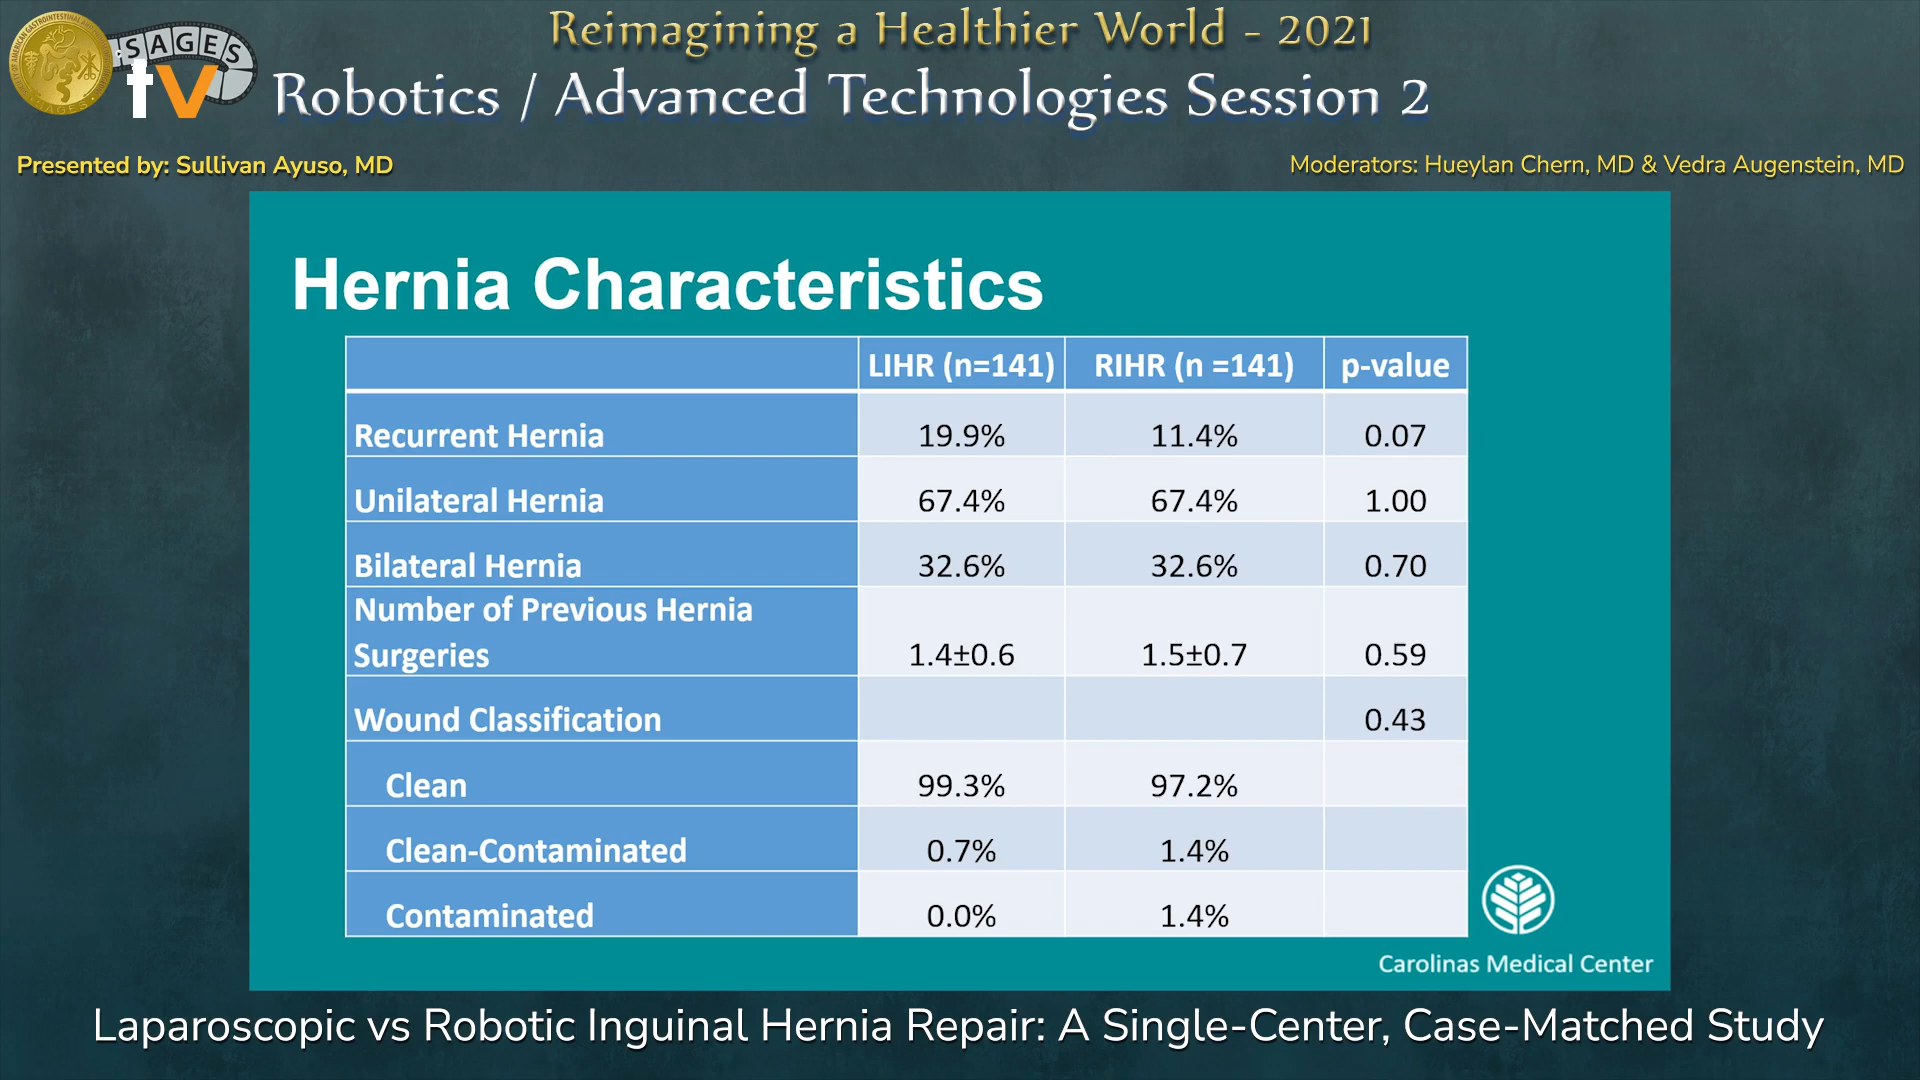 SAGES
tv
Reimagining a Healthier World - 2021
Robotics / Advanced Technologies Session 2
Presented by: Sullivan Ayuso, MD
Moderators: Hueylan Chern, MD & Vedra Augenstein, MD
Hernia Characteristics
LIHR (n=141) RIHR (n =141) p-value
Recurrent Hernia 19.9% 11.4% 0.07
Unilateral Hernia 67.4% 67.4% 1.00
Bilateral Hernia 32.6% 32.6% 0.70
Number of Previous Hernia
Surgeries 1.4±0.6 1.5±0.7 0.59
Wound Classification 0.43
Clean 99.3% 97.2%
Clean-Contaminated 0.7% 1.4%
Contaminated 0.0% 1.4%
Carolinas Medical Center
Laparoscopic vs Robotic Inguinal Hernia Repair: A Single-Center, Case-Matched Study